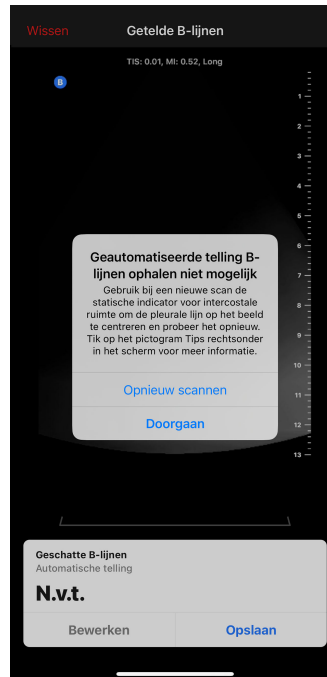 Wissen
Getelde B-lijnen
TIS: 0.01, MI: 0.52, Long
B
1
2
3
4
5
6
Geautomatiseerde telling B-
lijnen ophalen niet mogelijk
7
Gebruik bij een nieuwe scan de
statische indicator voor intercostale
8
ruimte om de pleurale lijn op het beeld
te centreren en probeer het opnieuw.
9
Tik op het pictogram Tips rechtsonder
in het scherm voor meer informatie.
10
Opnieuw scannen
11
Doorgaan
12
13
Geschatte B-lijnen
Automatische telling
N.v.t.
Bewerken
Opslaan